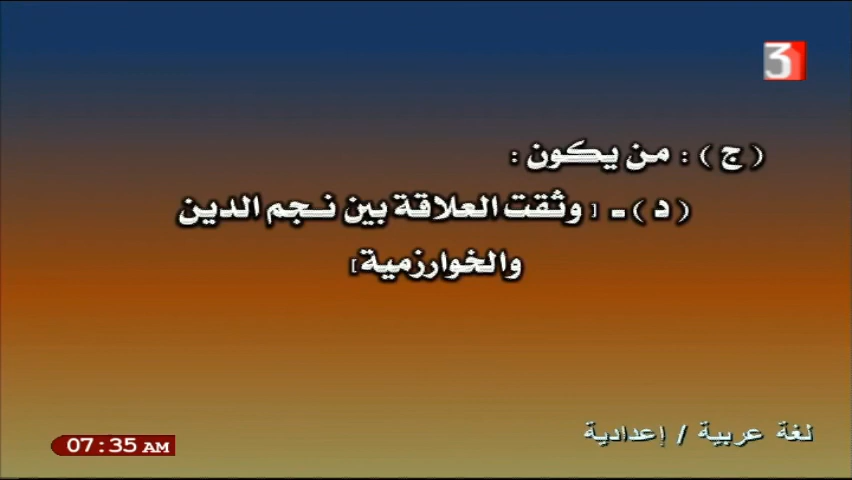 3
( ج ) : من يكون :
( د ) ـ [ وثقت العلاقة بين نجم الدين
والخوارزمية ]
لغة عربية / إعدادية
07:35 AM